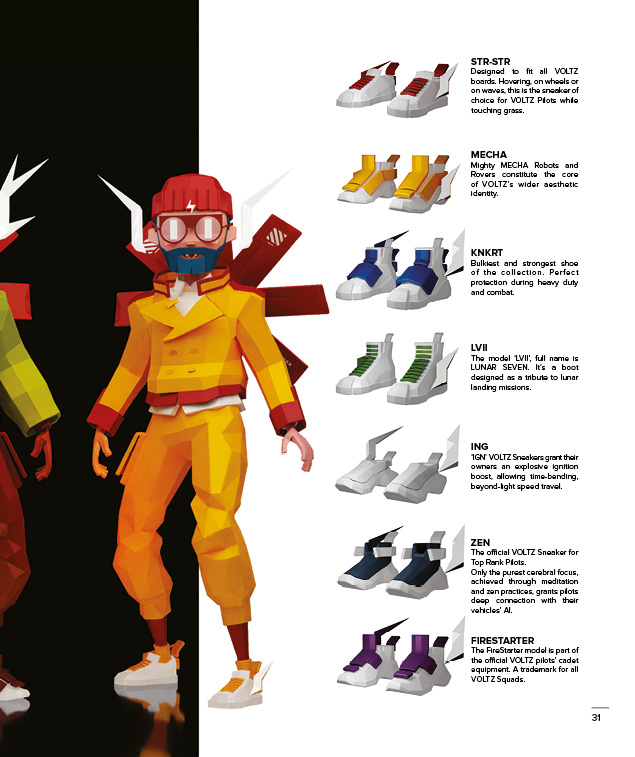 STR-STR
Designed to fit all VOLTZ
boards. Hovering, on wheels or
on waves, this is the sneaker of
choice for VOLTZ Pilots while
touching grass.
MECHA
Mighty MECHA Robots and
Rovers constitute the core
of VOLTZ's wider aesthetic
identity.
KNKRT
Bulkiest and strongest shoe
of the collection. Perfect
protection during heavy duty
and combat.
LVII
The model 'LVII', full name is
LUNAR SEVEN. It's a boot
designed as a tribute to lunar
landing missions.
ING
'IGN' VOLTZ Sneakers grant their
owners an explosive ignition
boost, allowing time-bending,
beyond-light speed travel.
ZEN
The official VOLTZ Sneaker for
Top Rank Pilots.
Only the purest cerebral focus,
achieved through meditation
and zen practices, grants pilots
deep connection with their
vehicles' AI.
FIRESTARTER
The FireStarter model is part of
the official VOLTZ pilots' cadet
equipment. A trademark for all
VOLTZ Squads.
31